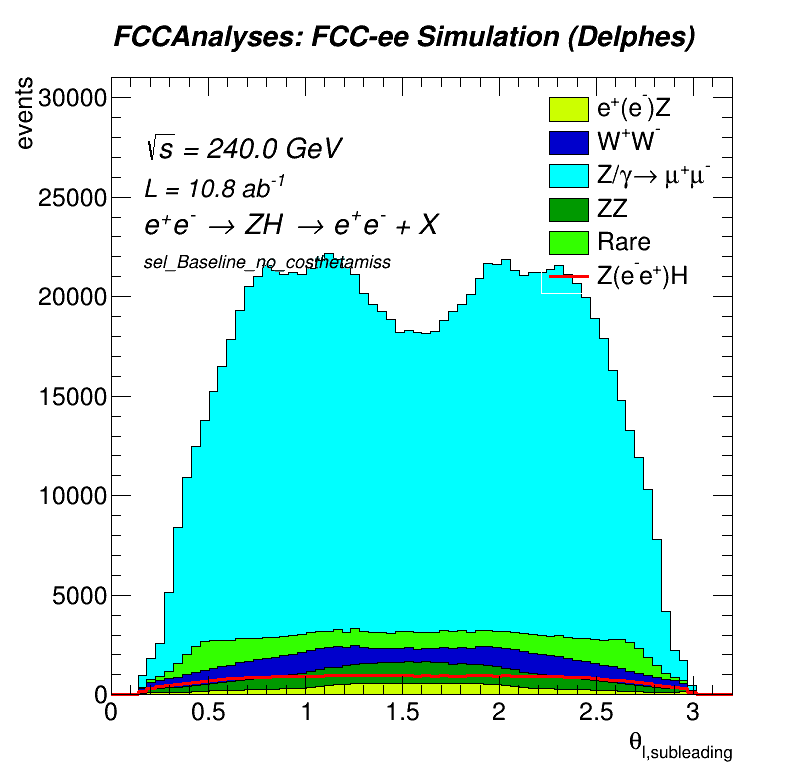 FCCAnalyses: FCC-ee Simulation (Delphes)
events
30000
25000
20000
15000
10000
5000
0
√s = 240.0 GeV
L = 10.8 ab⁻¹
e⁺e⁻ → ZH → e⁺e⁻ + X
sel_Baseline_no_costhetamiss
e⁺(e⁻)Z
W⁺W⁻
Z/γ→ μ⁺μ⁻
ZZ
Rare
Z(e⁻e⁺)H
0 0.5 1 1.5 2 2.5 3
θl,subleading